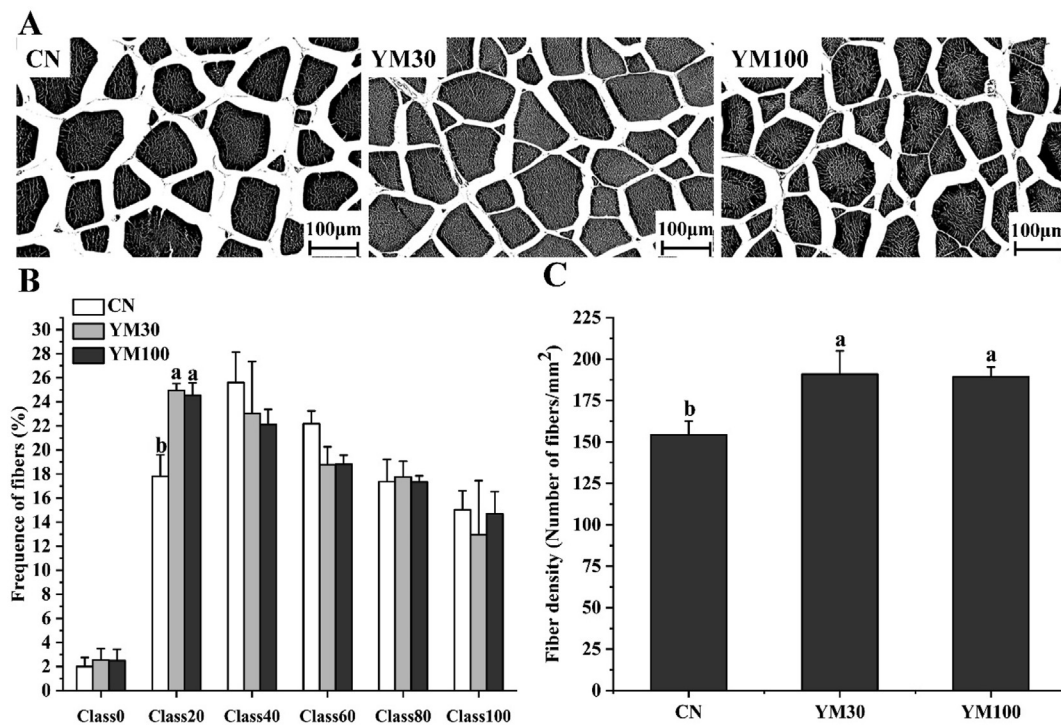 A
CN
YM30
YM100
100μm
100μm
100μm
B
CN
YM30
YM100
Frequence of fibers (%)
30
28
26
24
22
20
18
16
14
12
10
8
6
4
2
0
b
a
a
Class0
Class20
Class40
Class60
Class80
Class100
C
Fiber density (Number of fibers/mm²)
225
200
175
150
125
100
75
50
25
0
b
a
a
CN
YM30
YM100